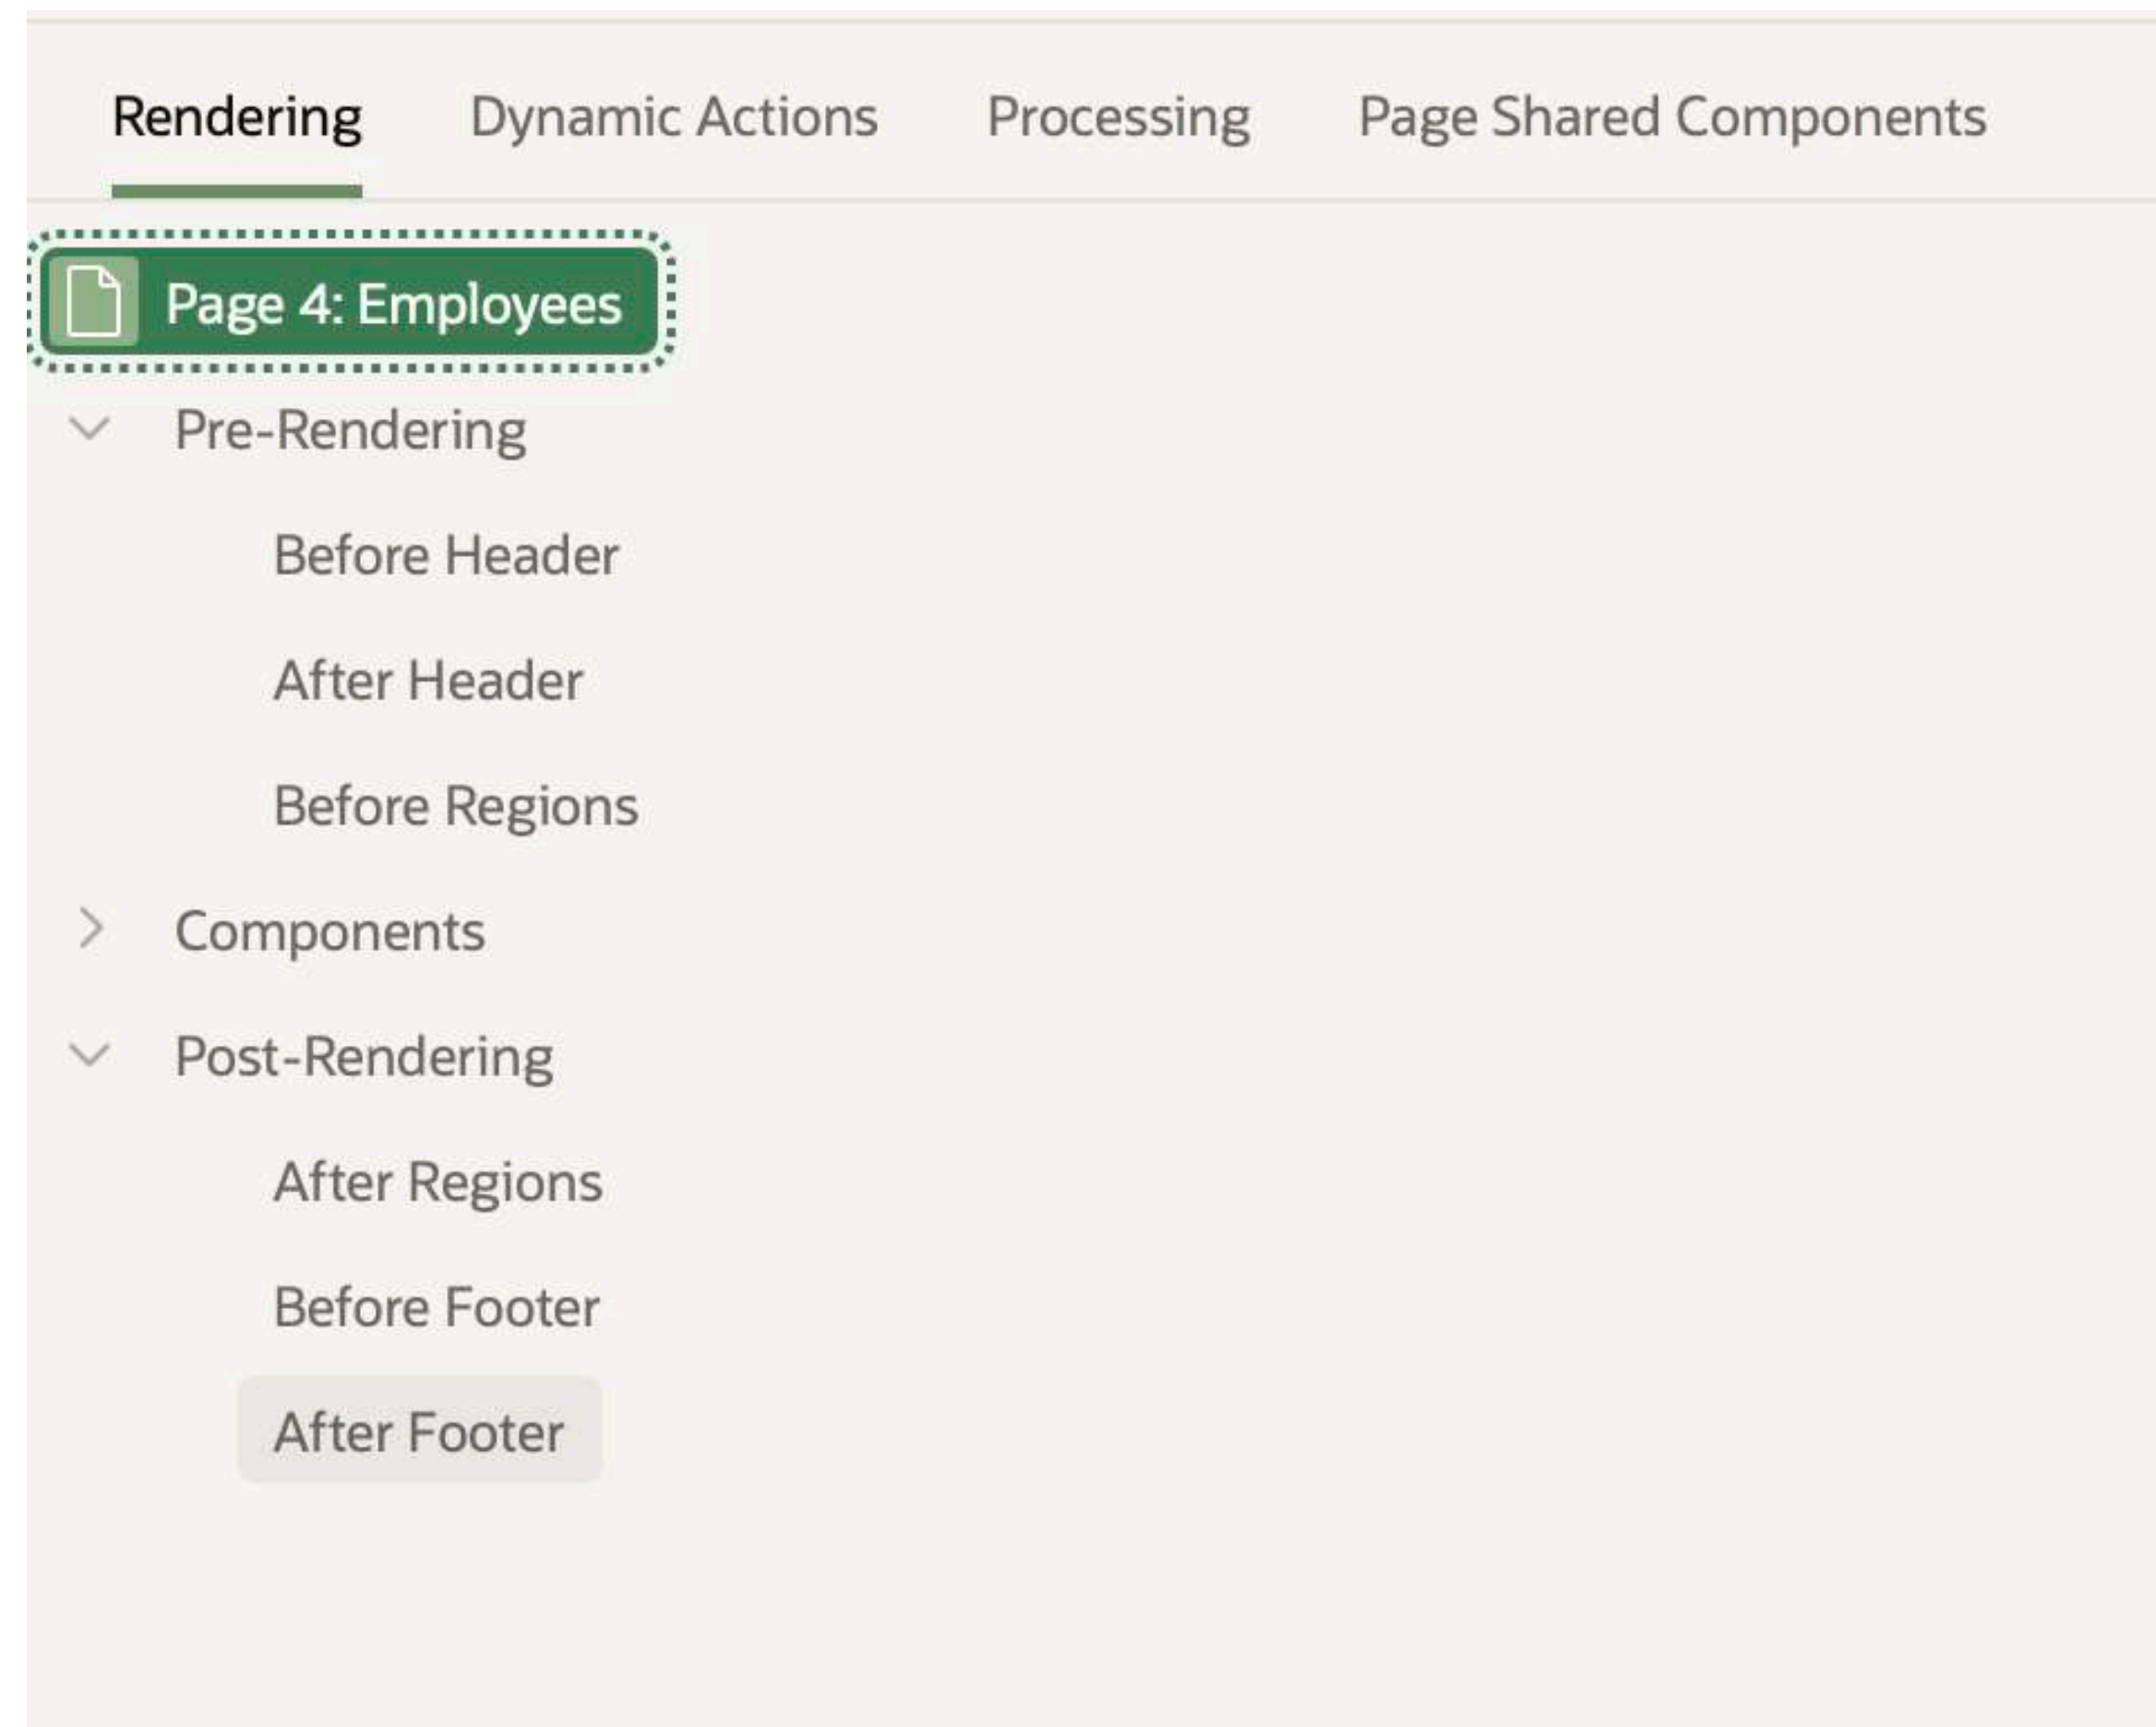 Rendering Dynamic Actions Processing Page Shared Components
Page 4: Employees
Pre-Rendering
Before Header
After Header
Before Regions
Components
Post-Rendering
After Regions
Before Footer
After Footer